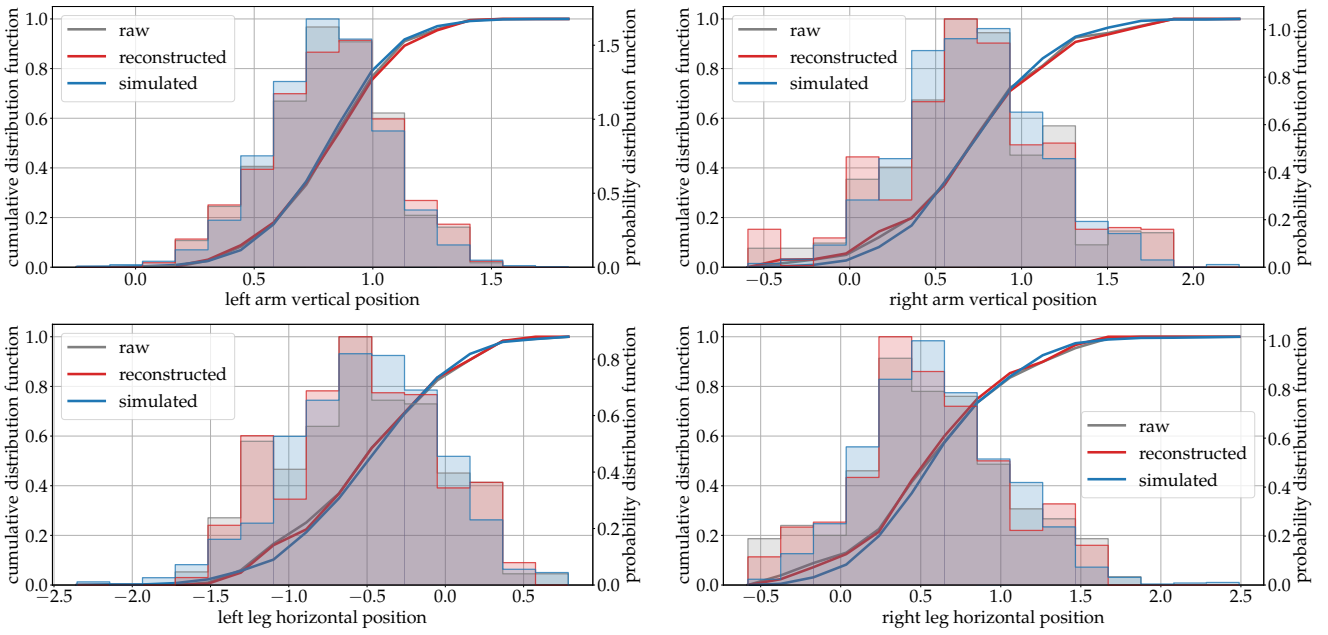 cumulative distribution function
1.0
0.8
0.6
0.4
0.2
0.0
raw
reconstructed
simulated
0.0 0.5 1.0 1.5
left arm vertical position
1.5
1.0
0.5
0.0
probability distribution function
cumulative distribution function
1.0
0.8
0.6
0.4
0.2
0.0
raw
reconstructed
simulated
−0.5 0.0 0.5 1.0 1.5 2.0
right arm vertical position
1.0
0.8
0.6
0.4
0.2
0.0
probability distribution function
cumulative distribution function
1.0
0.8
0.6
0.4
0.2
0.0
raw
reconstructed
simulated
−2.5 −2.0 −1.5 −1.0 −0.5 0.0 0.5
left leg horizontal position
0.8
0.6
0.4
0.2
0.0
probability distribution function
cumulative distribution function
1.0
0.8
0.6
0.4
0.2
0.0
raw
reconstructed
simulated
−0.5 0.0 0.5 1.0 1.5 2.0 2.5
right leg horizontal position
1.0
0.8
0.6
0.4
0.2
0.0
probability distribution function